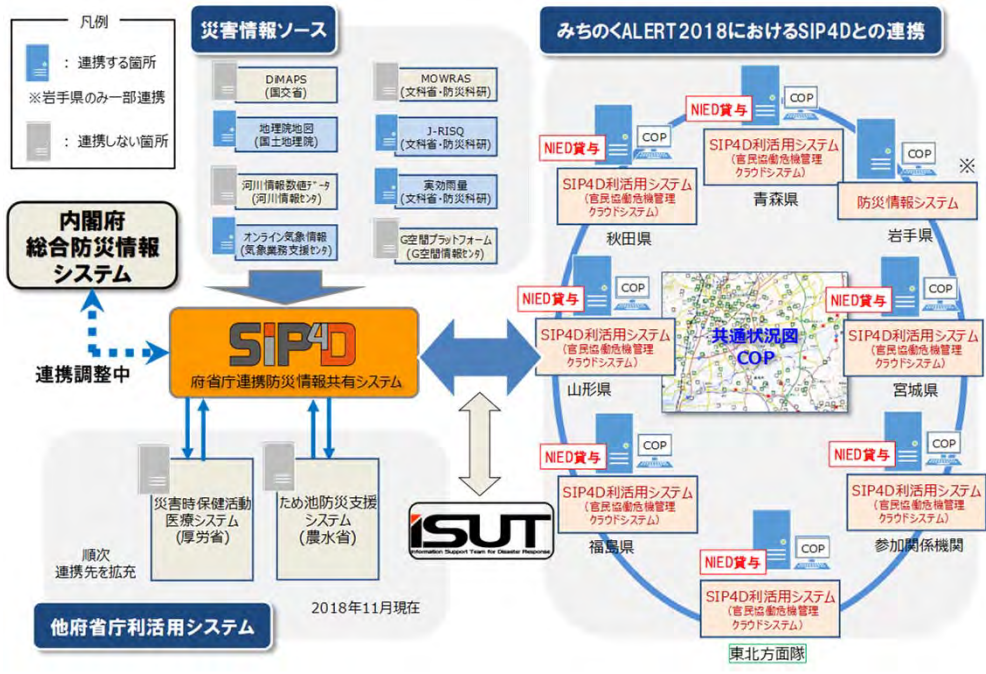 凡例
：連携する箇所
※岩手県のみ一部連携
：連携しない箇所
災害情報ソース
DiMAPS
(国交省)
MOWRAS
(文科省・防災科研)
地理院地図
(国土地理院)
J-RISQ
(文科省・防災科研)
河川情報数値データ
(河川情報センタ)
実効雨量
(文科省・防災科研)
オンライン気象情報
(気象業務支援センタ)
G空間プラットフォーム
(G空間情報センタ)
内閣府
総合防災情報
システム
連携調整中
SIP4D
府省庁連携防災情報共有システム
災害時保健活動
医療システム
(厚労省)
ため池防災支援
システム
(農水省)
順次
連携先を拡充
2018年11月現在
他府省庁利活用システム
iSUT
Information Support Team for Disaster Response
みちのくALERT2018におけるSIP4Dとの連携
NIED貸与
COP
SIP4D利活用システム
(官民協働危機管理
クラウドシステム)
青森県
NIED貸与
COP
SIP4D利活用システム
(官民協働危機管理
クラウドシステム)
秋田県
COP
※
防災情報システム
岩手県
NIED貸与
COP
SIP4D利活用システム
(官民協働危機管理
クラウドシステム)
山形県
共通状況図
COP
NIED貸与
COP
SIP4D利活用システム
(官民協働危機管理
クラウドシステム)
宮城県
NIED貸与
COP
SIP4D利活用システム
(官民協働危機管理
クラウドシステム)
福島県
NIED貸与
COP
SIP4D利活用システム
(官民協働危機管理
クラウドシステム)
参加関係機関
NIED貸与
COP
SIP4D利活用システム
(官民協働危機管理
クラウドシステム)
東北方面隊